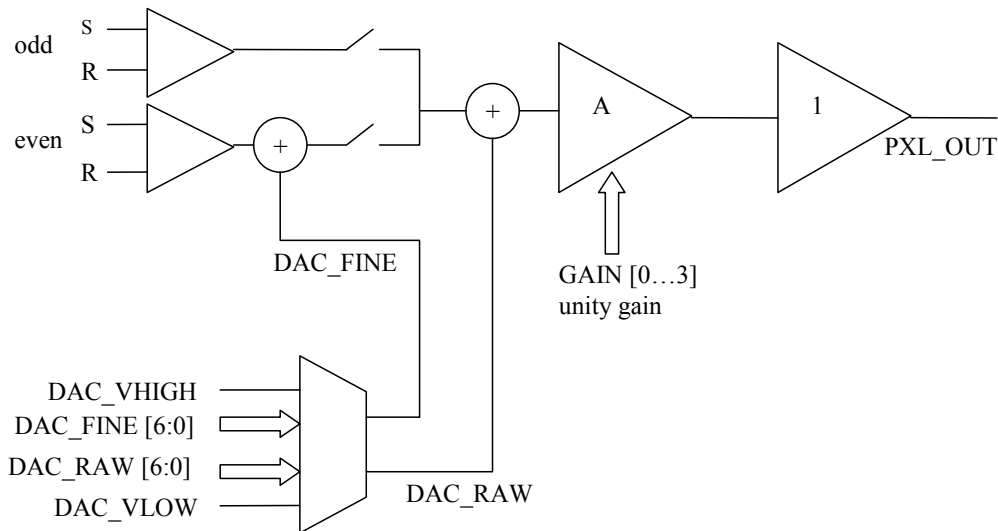 S
odd
R
S
even
R
+
+
A
1
PXL_OUT
DAC_FINE
GAIN [0…3]
unity gain
DAC_VHIGH
DAC_FINE [6:0]
DAC_RAW [6:0]
DAC_VLOW
DAC_RAW